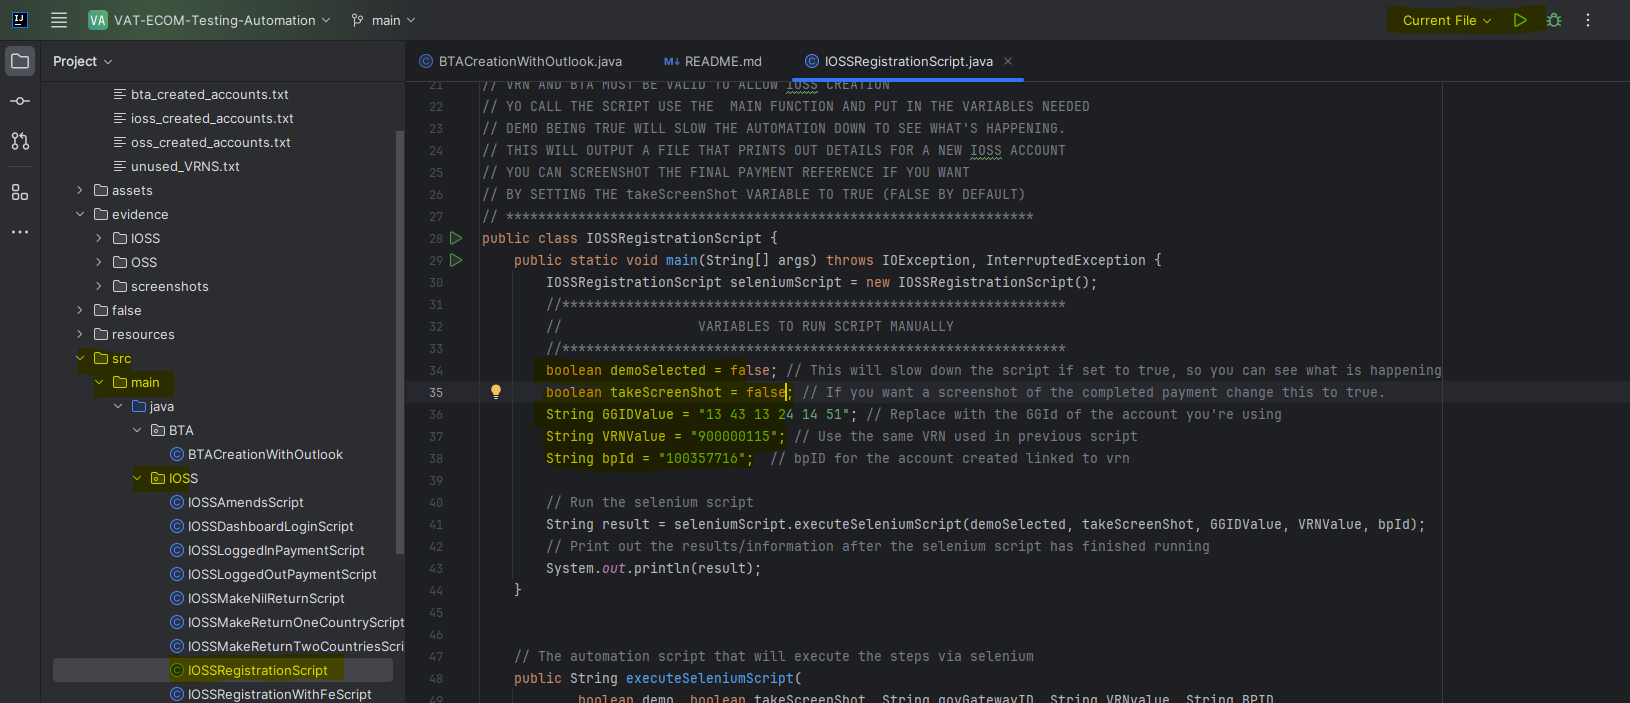 VA VAT-ECOM-Testing-Automation main Current File
Project
BTACreationWithOutlook.java README.md IOSSRegistrationScript.java
bta_created_accounts.txt
ioss_created_accounts.txt
oss_created_accounts.txt
unused_VRNS.txt
assets
evidence
IOSS
OSS
screenshots
false
resources
src
main
java
BTA
BTACreationWithOutlook
IOSS
IOSSAmendsScript
IOSSDashboardLoginScript
IOSSLoggedInPaymentScript
IOSSLoggedOutPaymentScript
IOSSMakeNilReturnScript
IOSSMakeReturnOneCountryScript
IOSSMakeReturnTwoCountriesScri
IOSSRegistrationScript
IOSSRegistrationWithFeScript
21 // VRN AND BTA MUST BE VALID TO ALLOW IOSS CREATION
22 // YO CALL THE SCRIPT USE THE  MAIN FUNCTION AND PUT IN THE VARIABLES NEEDED
23 // DEMO BEING TRUE WILL SLOW THE AUTOMATION DOWN TO SEE WHAT'S HAPPENING.
24 // THIS WILL OUTPUT A FILE THAT PRINTS OUT DETAILS FOR A NEW IOSS ACCOUNT
25 // YOU CAN SCREENSHOT THE FINAL PAYMENT REFERENCE IF YOU WANT
26 // BY SETTING THE takeScreenShot VARIABLE TO TRUE (FALSE BY DEFAULT)
27 // ******************************************************************
28 public class IOSSRegistrationScript {
29 public static void main(String[] args) throws IOException, InterruptedException {
30 IOSSRegistrationScript seleniumScript = new IOSSRegistrationScript();
31 //***************************************************************
32 // VARIABLES TO RUN SCRIPT MANUALLY
33 //***************************************************************
34 boolean demoSelected = false; // This will slow down the script if set to true, so you can see what is happening
35 boolean takeScreenShot = false; // If you want a screenshot of the completed payment change this to true.
36 String GGIDValue = "13 43 13 24 14 51"; // Replace with the GGId of the account you're using
37 String VRNValue = "900000115"; // Use the same VRN used in previous script
38 String bpId = "100357716";  // bpID for the account created linked to vrn
39
40 // Run the selenium script
41 String result = seleniumScript.executeSeleniumScript(demoSelected, takeScreenShot, GGIDValue, VRNValue, bpId);
42 // Print out the results/information after the selenium script has finished running
43 System.out.println(result);
44 }
45
46
47 // The automation script that will execute the steps via selenium
48 public String executeSeleniumScript(
49 boolean demo, boolean takeScreenShot, String govGatewayID, String VRNvalue, String BPID